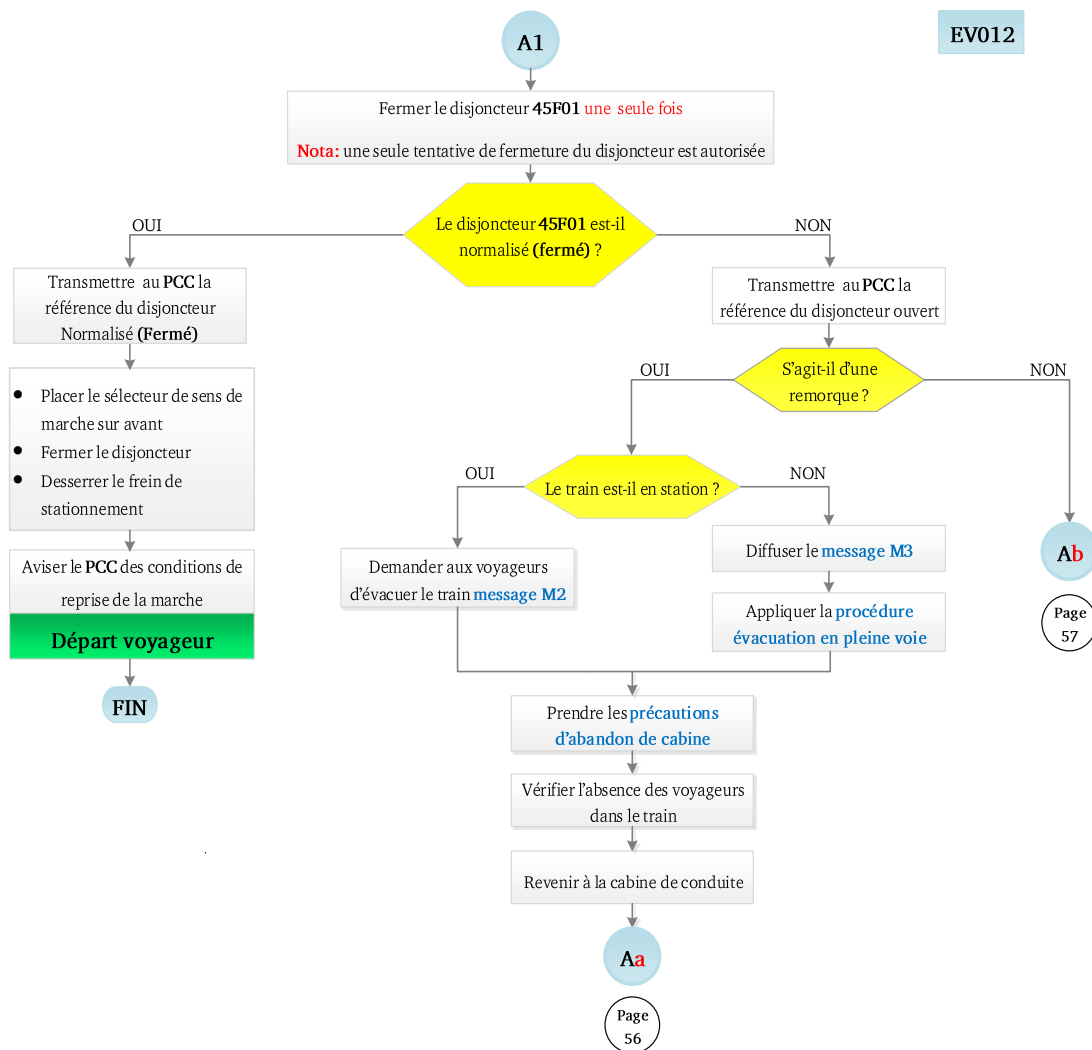 A1
EV012
Fermer le disjoncteur 45F01 une seule fois
Nota: une seule tentative de fermeture du disjoncteur est autorisée
Le disjoncteur 45F01 est-il
normalisé (fermé) ?
OUI
NON
Transmettre au PCC la
référence du disjoncteur
Normalisé (Fermé)
Transmettre au PCC la
référence du disjoncteur ouvert
S'agit-il d'une
remorque ?
OUI
NON
• Placer le sélecteur de sens de
marche sur avant
• Fermer le disjoncteur
• Desserrer le frein de
stationnement
Le train est-il en station ?
OUI
NON
Aviser le PCC des conditions de
reprise de la marche
Départ voyageur
FIN
Demander aux voyageurs
d'évacuer le train message M2
Diffuser le message M3
Appliquer la procédure
évacuation en pleine voie
Ab
Page
57
Prendre les précautions
d'abandon de cabine
Vérifier l'absence des voyageurs
dans le train
Revenir à la cabine de conduite
Aa
Page
56